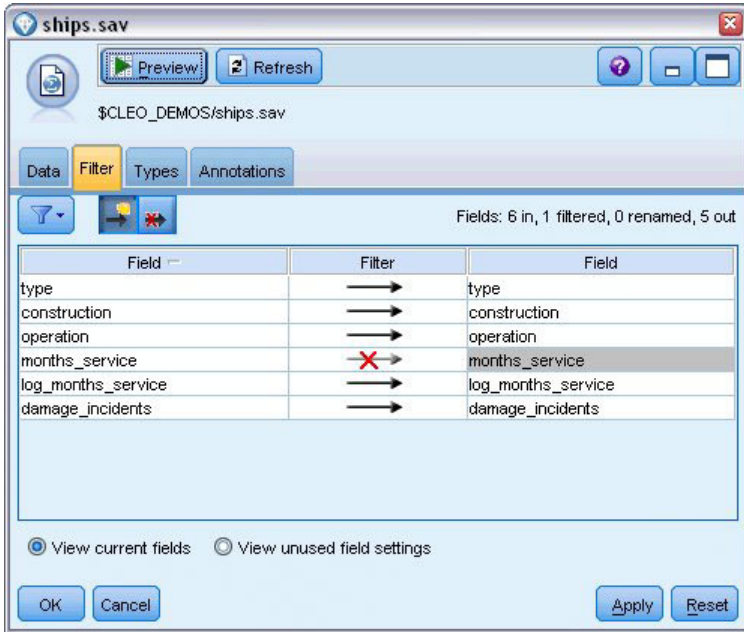 ships.sav
Preview Refresh
$CLEO_DEMOS/ships.sav
Data Filter Types Annotations
Fields: 6 in, 1 filtered, 0 renamed, 5 out
Field Filter Field
type type
construction construction
operation operation
months_service months_service
log_months_service log_months_service
damage_incidents damage_incidents
View current fields View unused field settings
OK Cancel Apply Reset